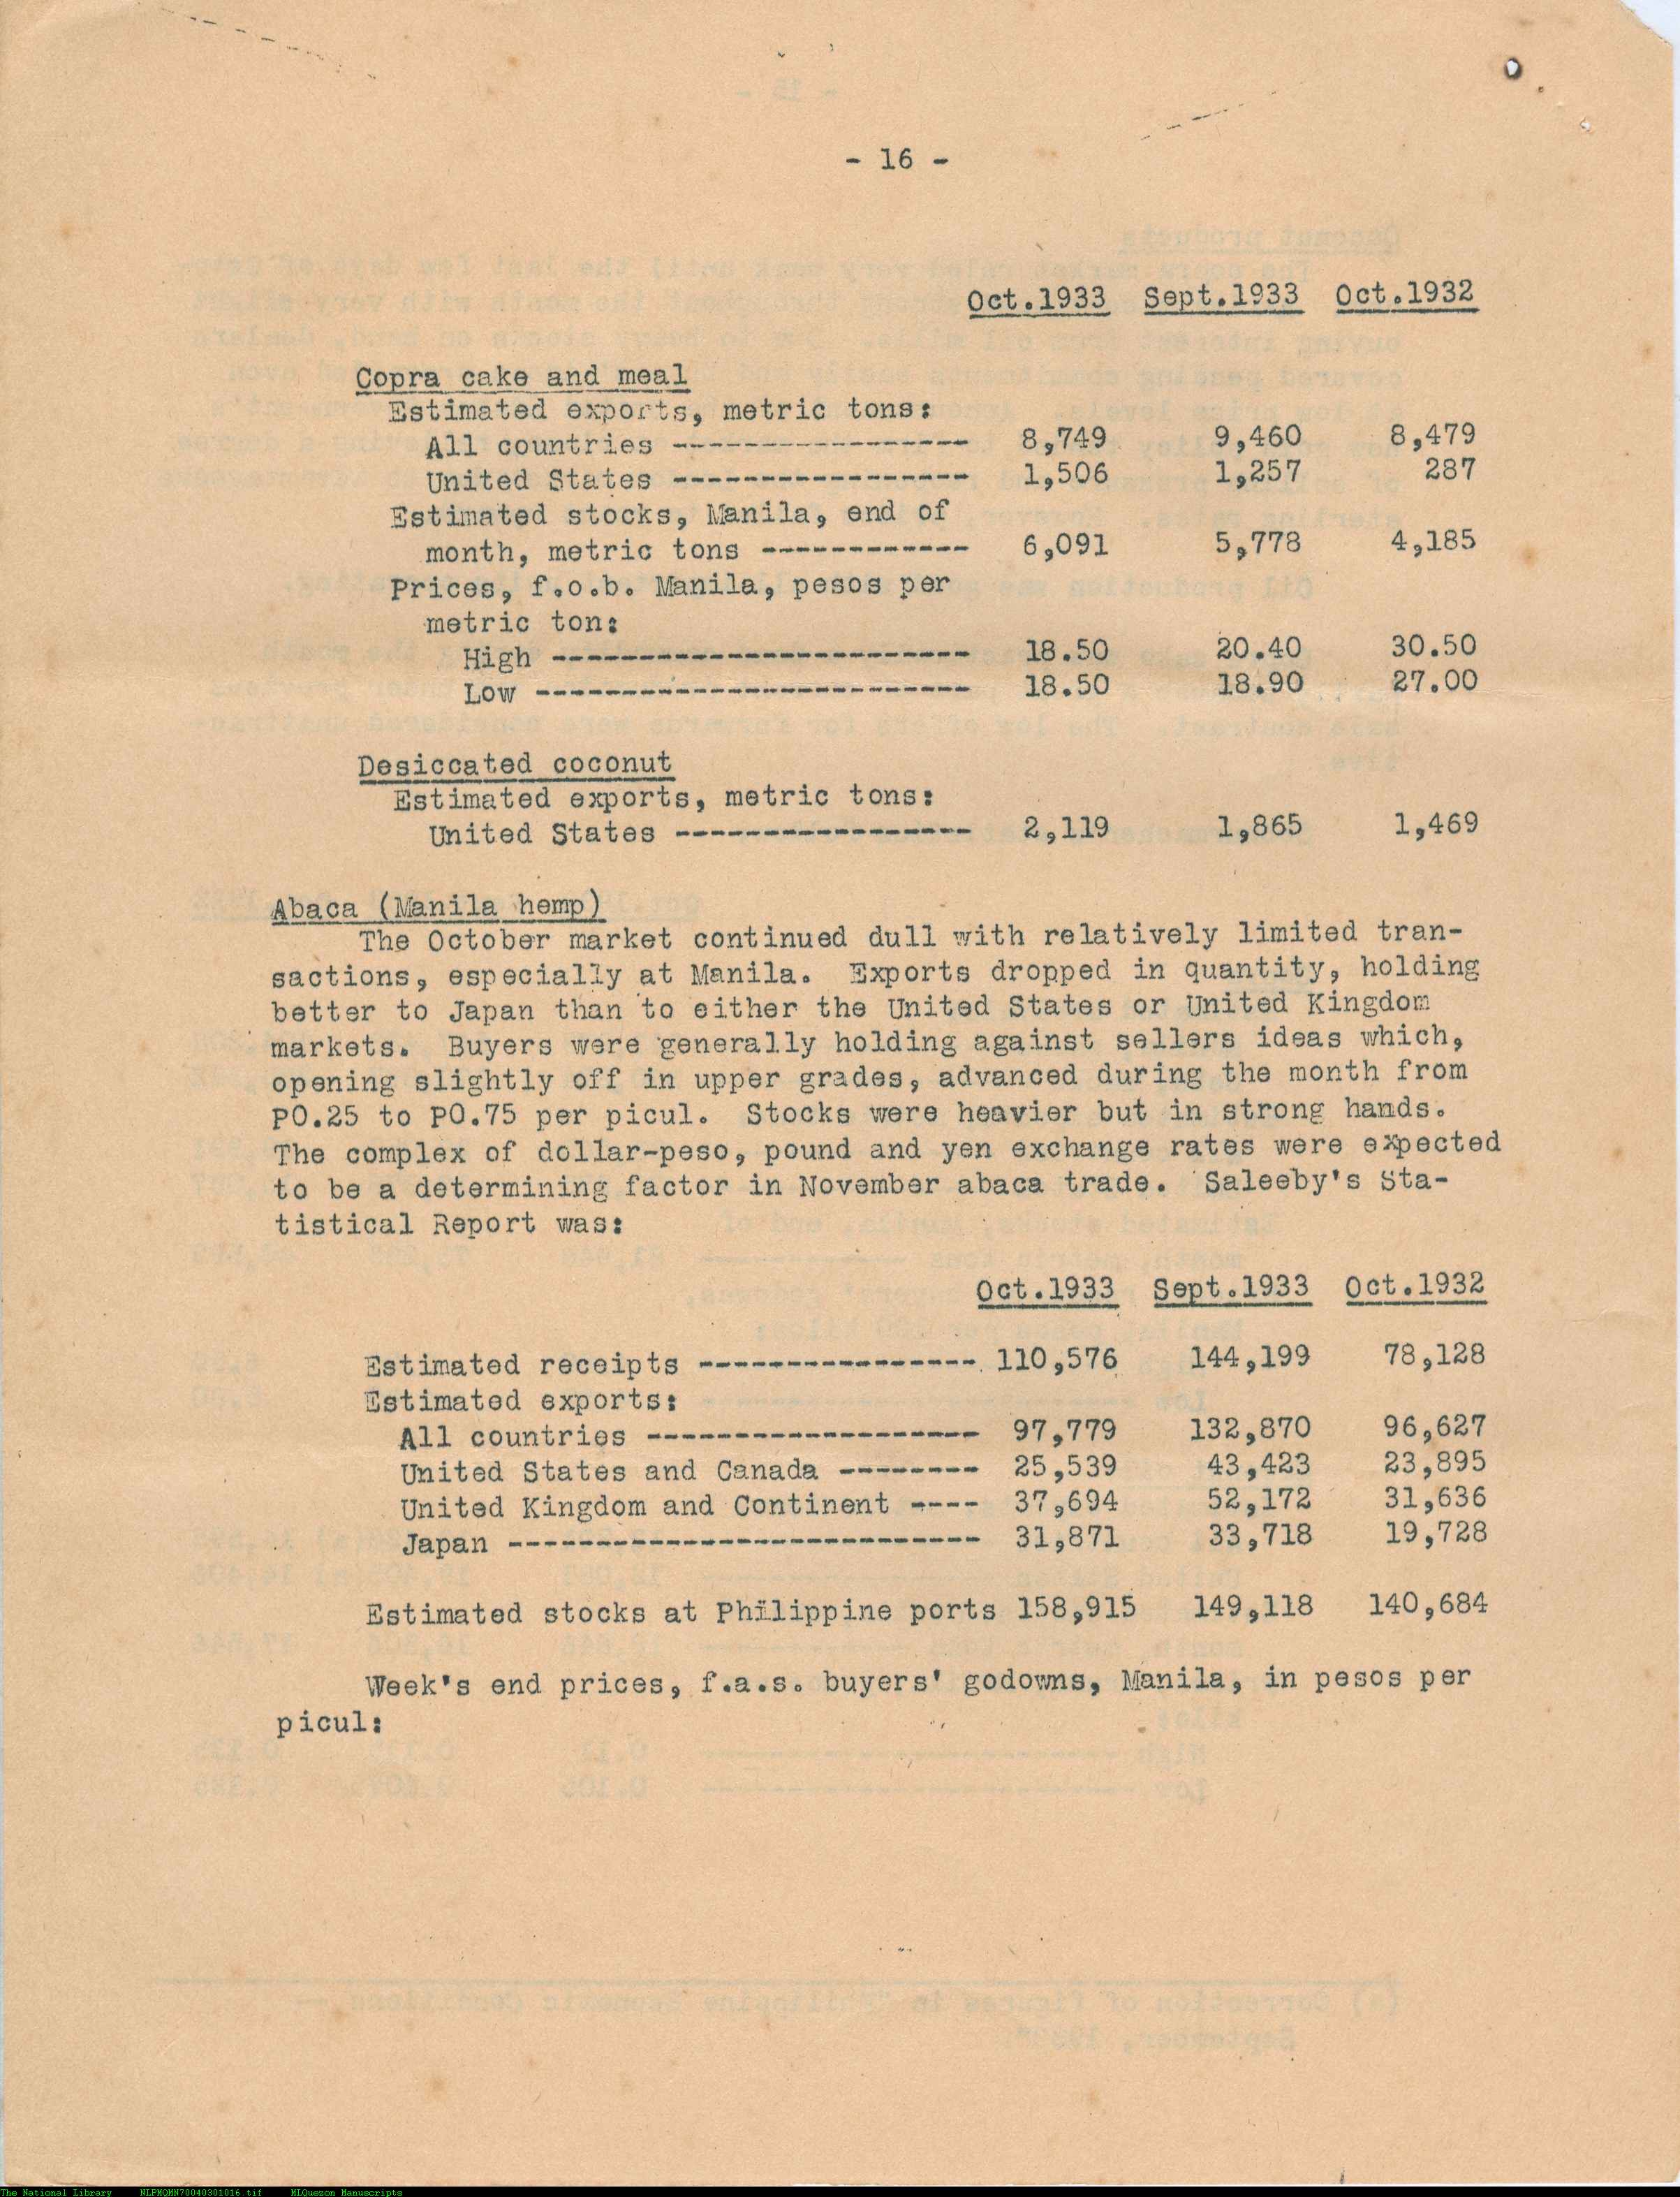 - 16 -
Oct.1933 Sept.1933 Oct.1932
Copra cake and meal
Estimated exports, metric tons:
All countries ----------------- 8,749 9,460 8,479
United States ----------------- 1,506 1,257 287
Estimated stocks, Manila, end of
month, metric tons ------------ 6,091 5,778 4,185
Prices, f.o.b. Manila, pesos per
metric ton:
High ------------------------ 18.50 20.40 30.50
Low ------------------------- 18.50 18.90 27.00
Desiccated coconut
Estimated exports, metric tons:
United States ----------------- 2,119 1,865 1,469
Abaca (Manila hemp)
The October market continued dull with relatively limited tran-
sactions, especially at Manila. Exports dropped in quantity, holding
better to Japan than to either the United States or United Kingdom
markets. Buyers were generally holding against sellers ideas which,
opening slightly off in upper grades, advanced during the month from
P0.25 to P0.75 per picul. Stocks were heavier but in strong hands.
The complex of dollar-peso, pound and yen exchange rates were expected
to be a determining factor in November abaca trade. Saleeby's Sta-
tistical Report was:
Oct.1933 Sept.1933 Oct.1932
Estimated receipts ---------------- 110,576 144,199 78,128
Estimated exports:
All countries ------------------- 97,779 132,870 96,627
United States and Canada -------- 25,539 43,423 23,895
United Kingdom and Continent ---- 37,694 52,172 31,636
Japan --------------------------- 31,871 33,718 19,728
Estimated stocks at Philippine ports 158,915 149,118 140,684
Week's end prices, f.a.s. buyers' godowns, Manila, in pesos per
picul:
The National Library NLPMQMN70040301016.tif MLQuezon Manuscripts